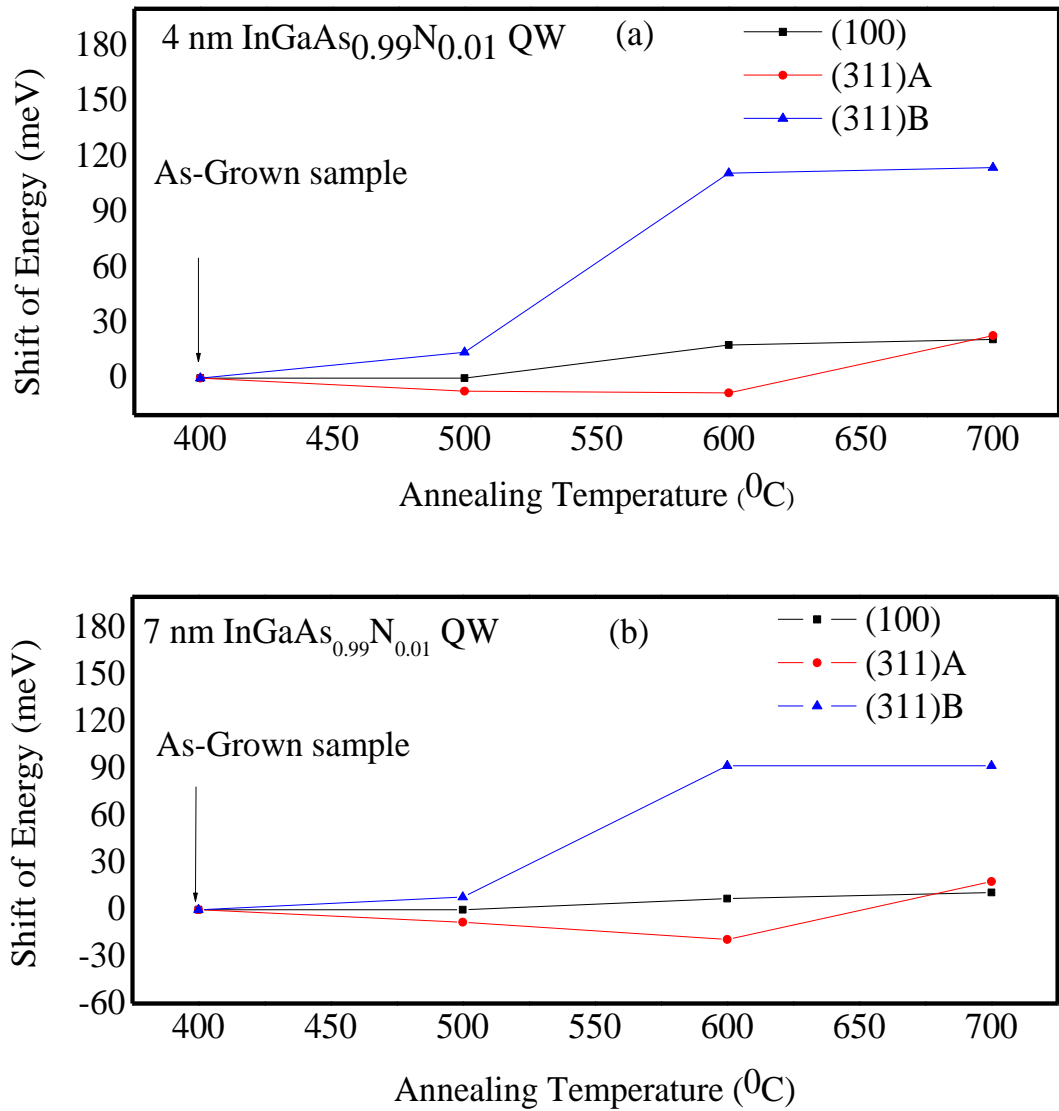 4 nm InGaAs0.99N0.01 QW (a)
(100)
(311)A
(311)B
As-Grown sample
180
150
120
90
60
30
0
Shift of Energy (meV)
400 450 500 550 600 650 700
Annealing Temperature (0C)
7 nm InGaAs0.99N0.01 QW (b)
(100)
(311)A
(311)B
As-Grown sample
180
150
120
90
60
30
0
-30
-60
Shift of Energy (meV)
400 450 500 550 600 650 700
Annealing Temperature (0C)